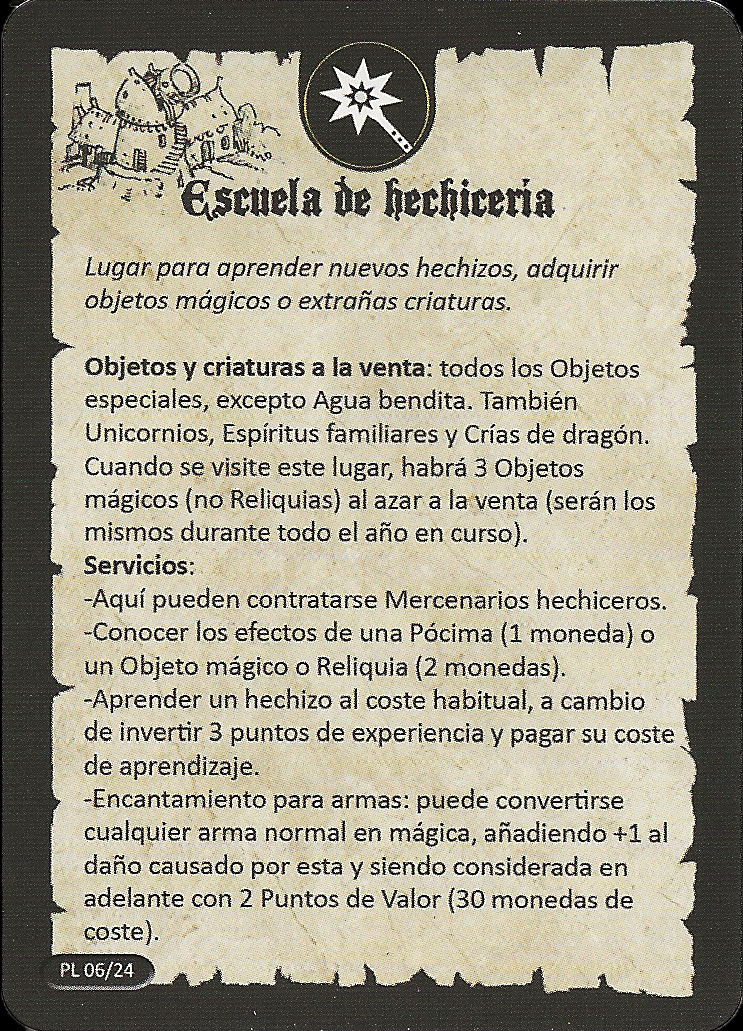 Escuela de hechicería
Lugar para aprender nuevos hechizos, adquirir
objetos mágicos o extrañas criaturas.
Objetos y criaturas a la venta: todos los Objetos
especiales, excepto Agua bendita. También
Unicornios, Espíritus familiares y Crías de dragón.
Cuando se visite este lugar, habrá 3 Objetos
mágicos (no Reliquias) al azar a la venta (serán los
mismos durante todo el año en curso).
Servicios:
-Aquí pueden contratarse Mercenarios hechiceros.
-Conocer los efectos de una Pócima (1 moneda) o
un Objeto mágico o Reliquia (2 monedas).
-Aprender un hechizo al coste habitual, a cambio
de invertir 3 puntos de experiencia y pagar su coste
de aprendizaje.
-Encantamiento para armas: puede convertirse
cualquier arma normal en mágica, añadiendo +1 al
daño causado por esta y siendo considerada en
adelante con 2 Puntos de Valor (30 monedas de
coste).
PL 06/24